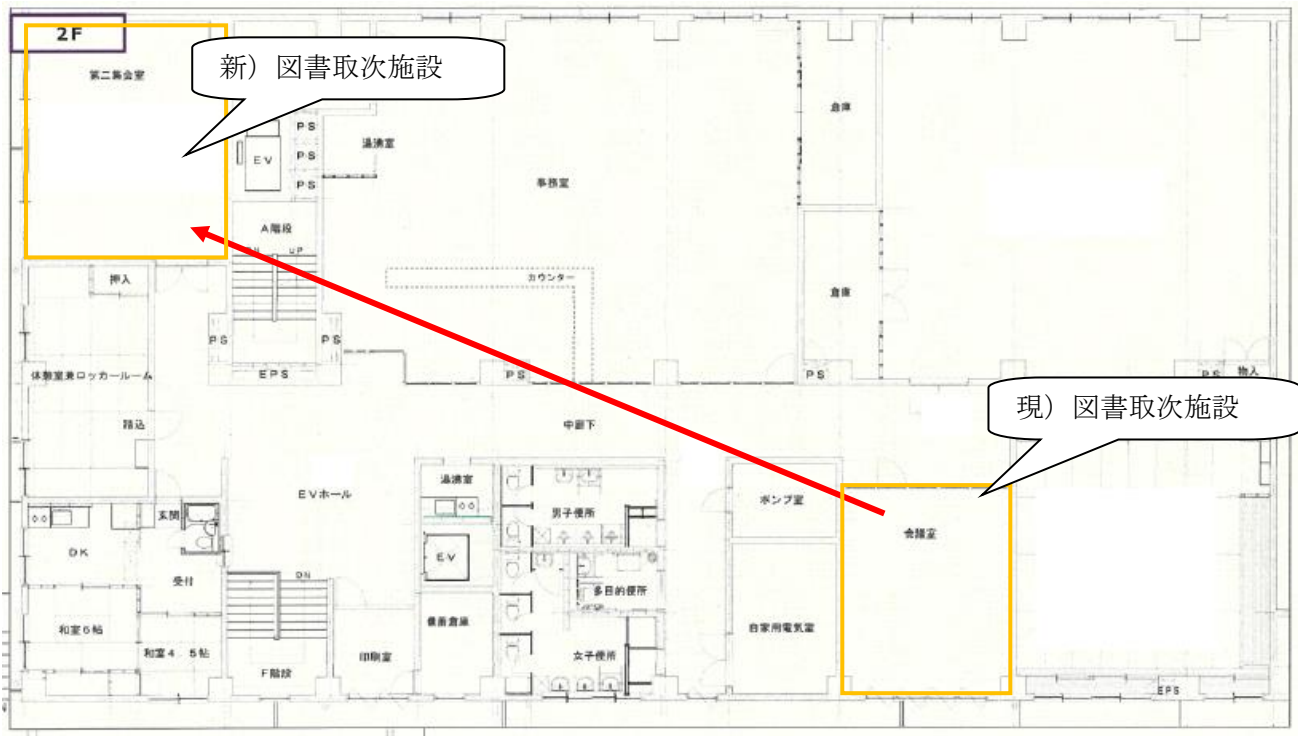 2F
新）図書取次施設
第二集会室
倉庫
PS
湯沸室
EV
PS
事務室
PS
A階段
DN UP
押入
カウンター
倉庫
PS
PS
体験室兼ロッカールーム
EPS
PS
PS
PS
物入
現）図書取次施設
踏込
中廊下
湯沸室
EVホール
ポンプ室
玄関
男子便所
会議室
DK
EV
受付
DN
多目的便所
備蓄倉庫
和室6帖
自家用電気室
和室4.5帖
印刷室
女子便所
F階段
EPS